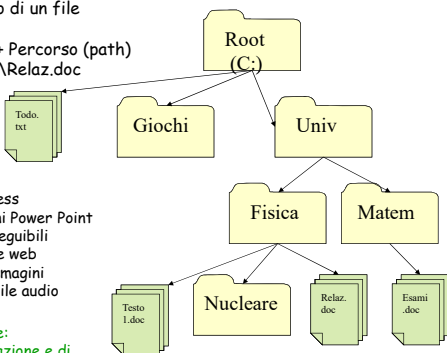 o di un file
+ Percorso (path)
\Relaz.doc
Root
(C:)
Todo.
txt
Giochi
Univ
ess
ni Power Point
eguibili
e web
magini
ile audio
Fisica
Matem
Testo
1.doc
Nucleare
Relaz.
doc
Esami
.doc
e:
azione e di